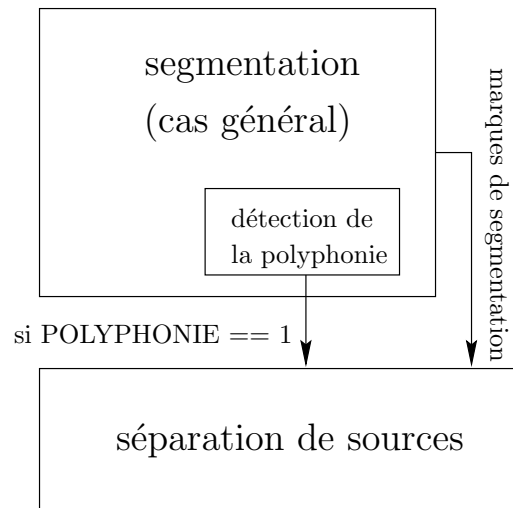 segmentation
(cas général)
marques de segmentation
détection de
la polyphonie
si POLYPHONIE == 1
séparation de sources